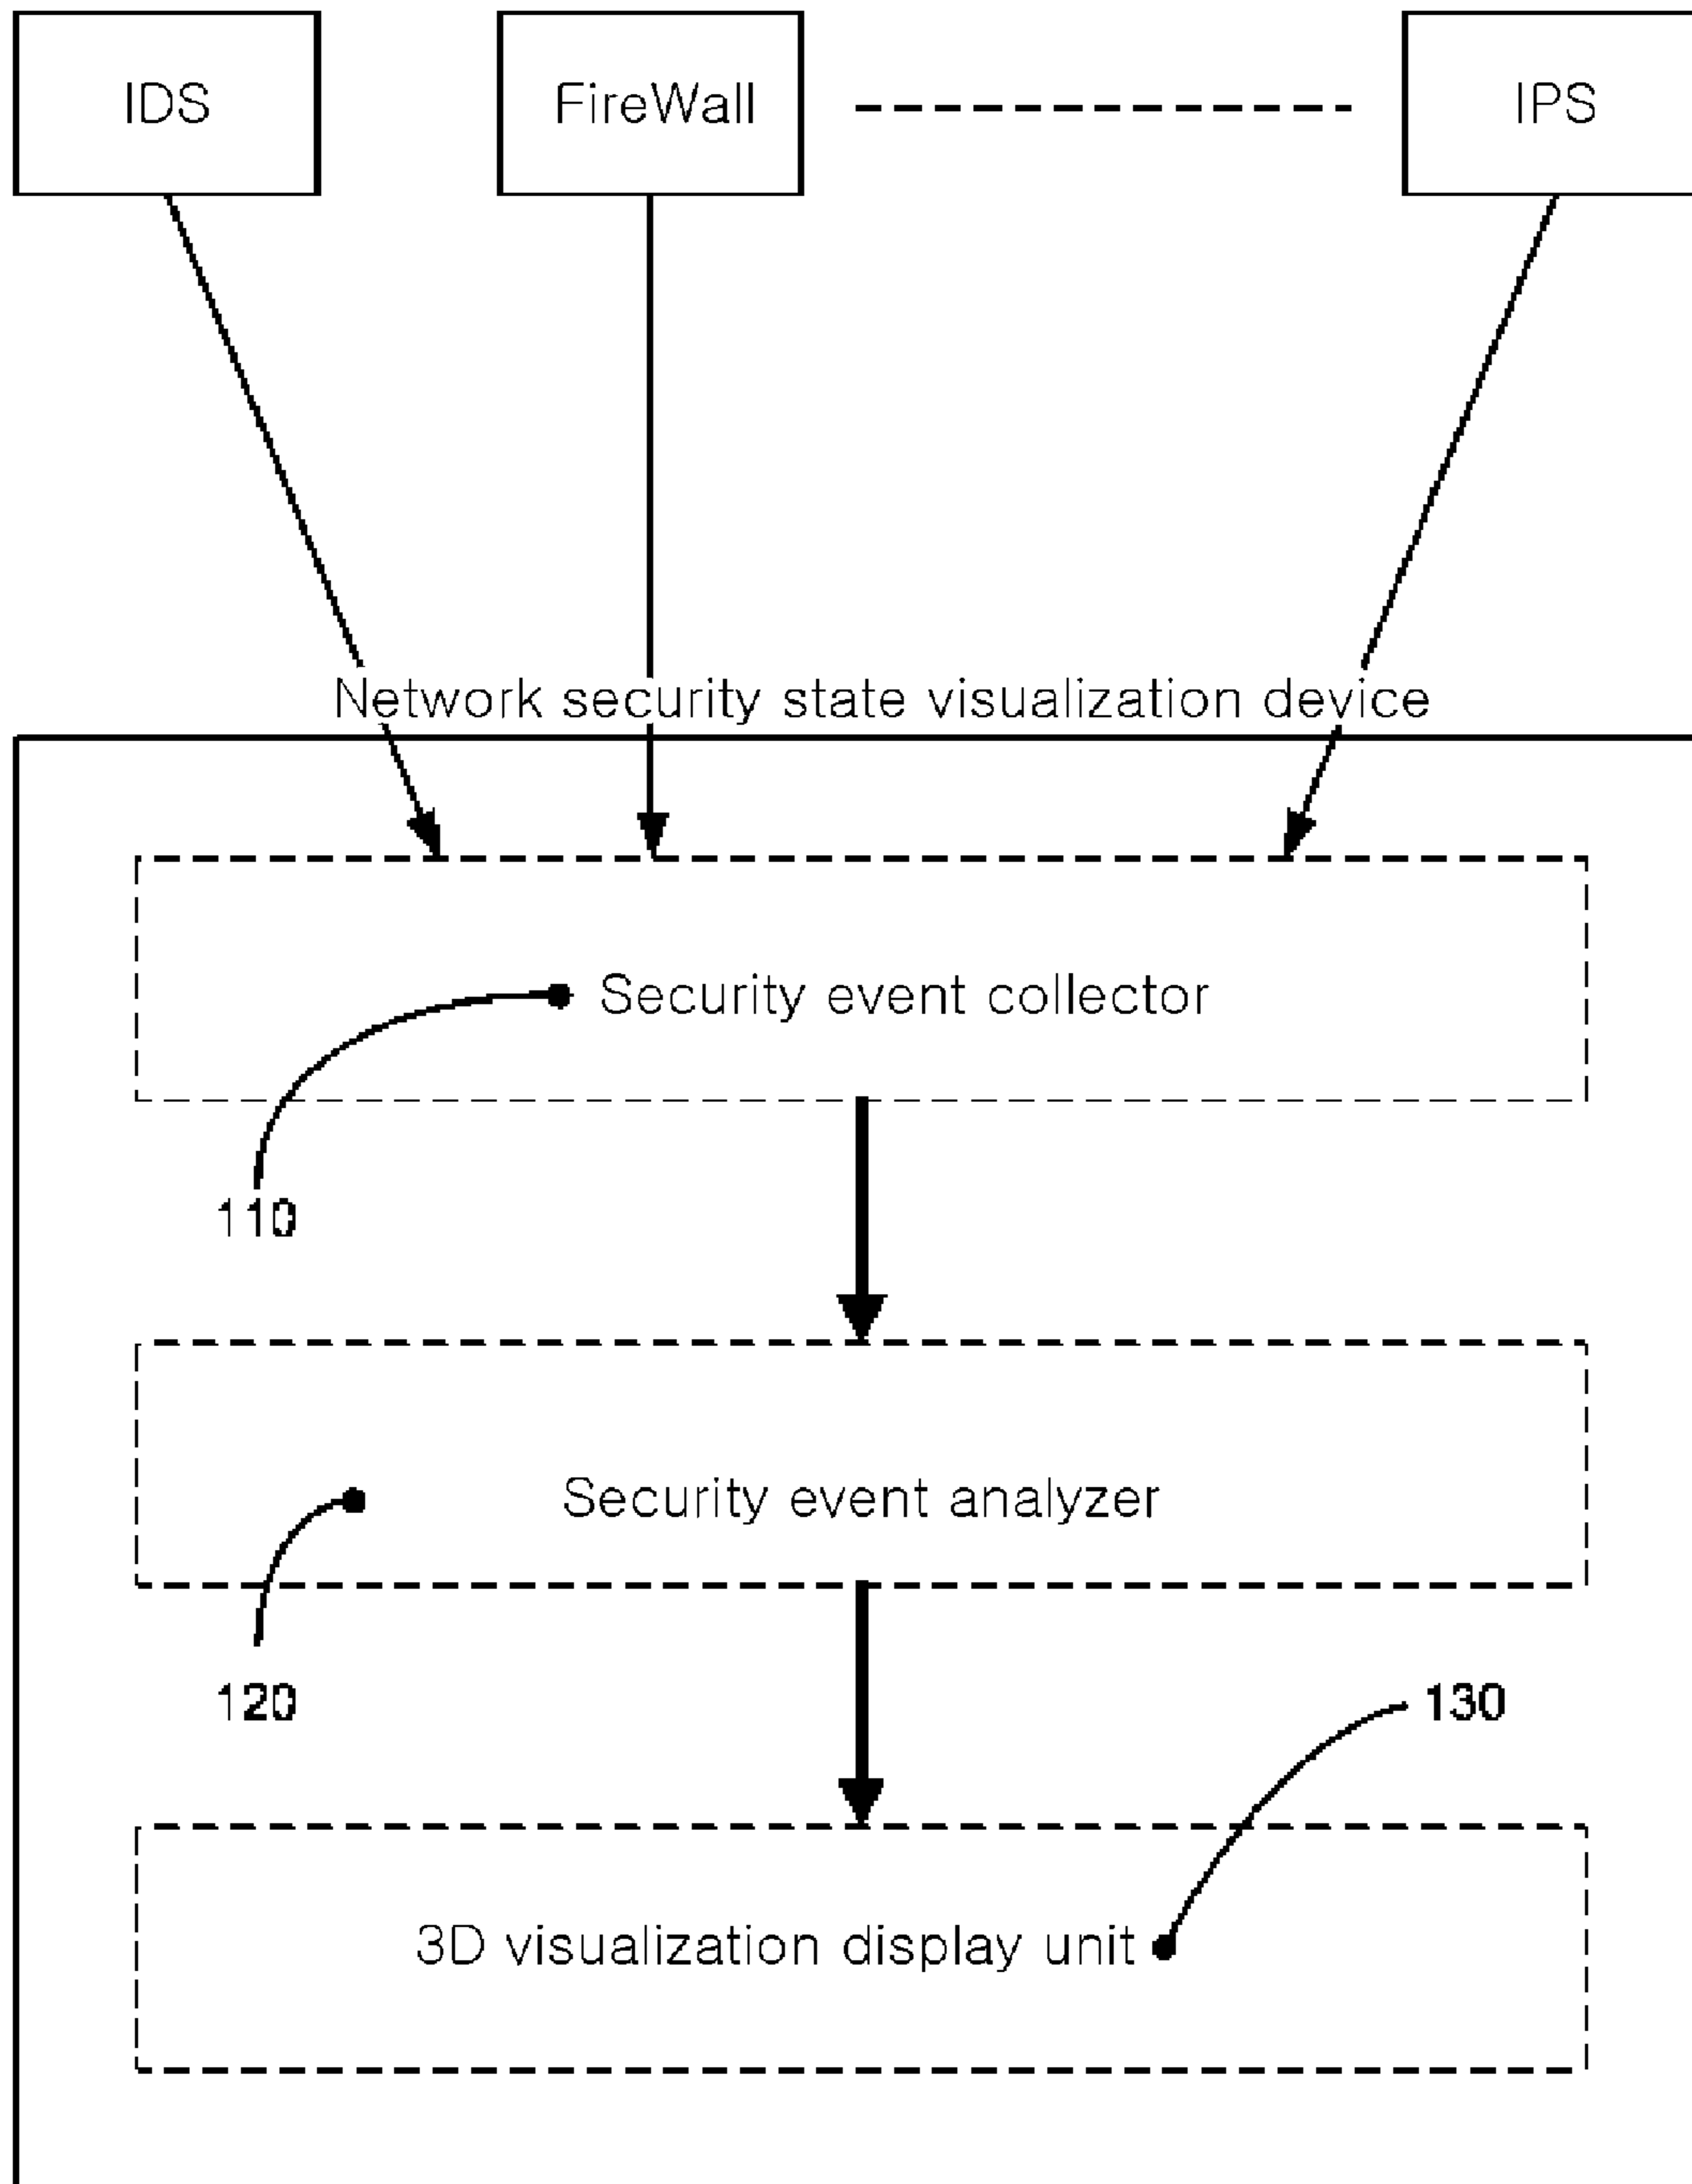 IDS
FireWall
IPS
Network security state visualization device
Security event collector
110
Security event analyzer
120
130
3D visualization display unit